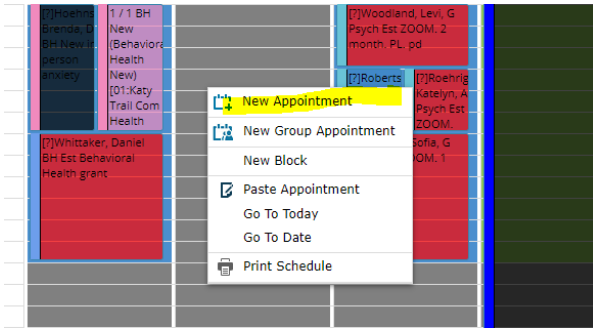 [?]Hoehns
Brenda, D
BH New in
person
anxiety
1 / 1 BH
New
(Behaviora
Health
New)
[01:Katy
Trail Com
Health
[?]Whittaker, Daniel
BH Est Behavioral
Health grant
[?]Woodland, Levi, G
Psych Est ZOOM. 2
month. PL. pd
[?]Roberts
[?]Roehrig
Katelyn, A
Psych Est
ZOOM.
Sofia, G
OOM. 1
New Appointment
New Group Appointment
New Block
Paste Appointment
Go To Today
Go To Date
Print Schedule